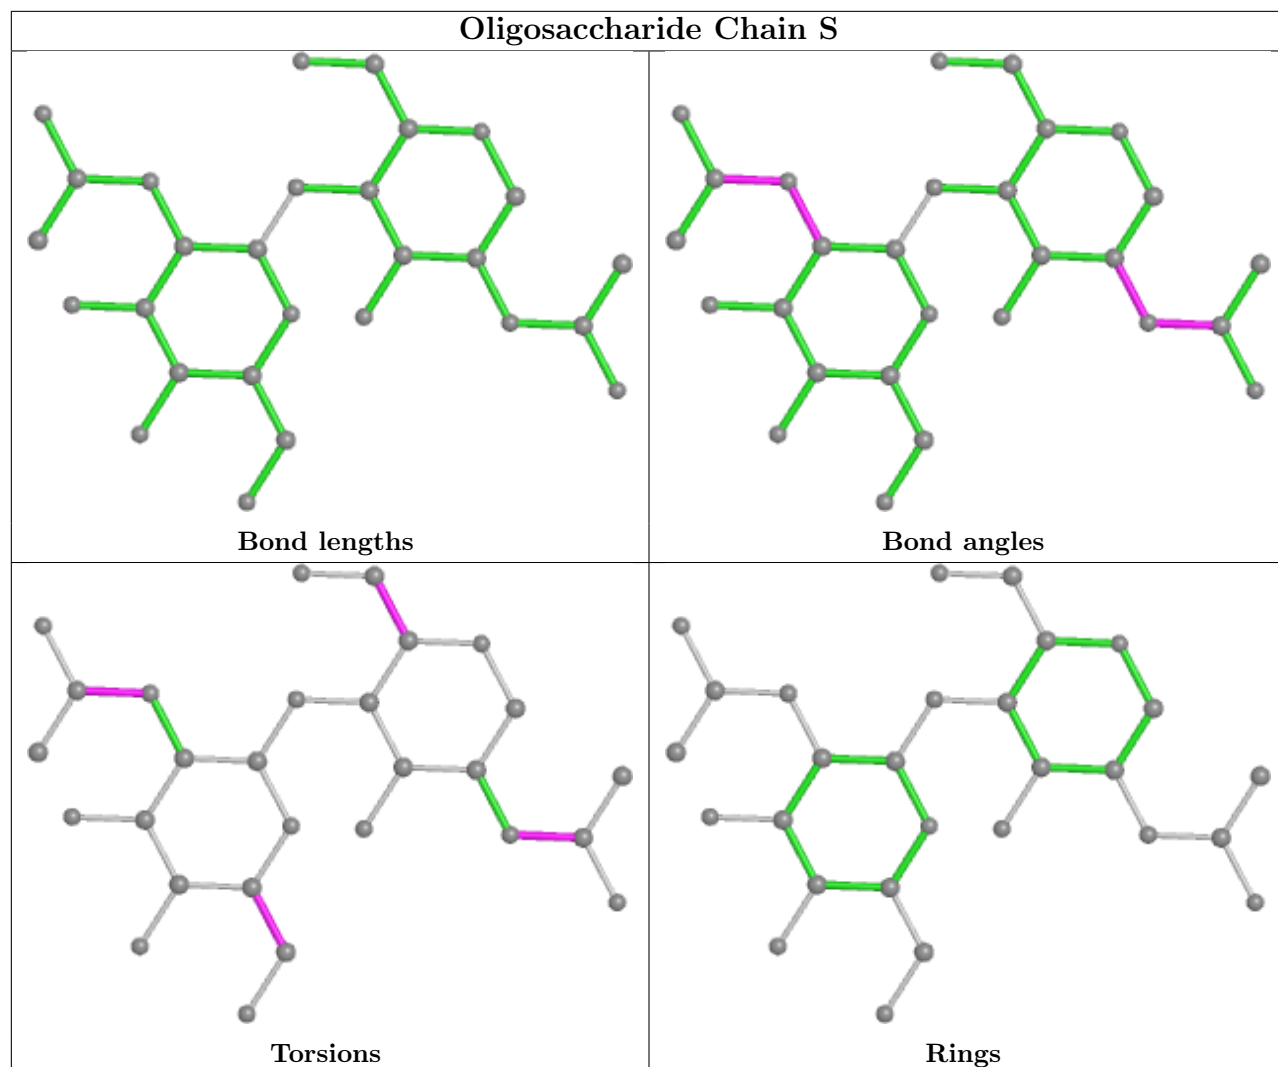 Oligosaccharide Chain S
Bond lengths
Bond angles
Torsions
Rings